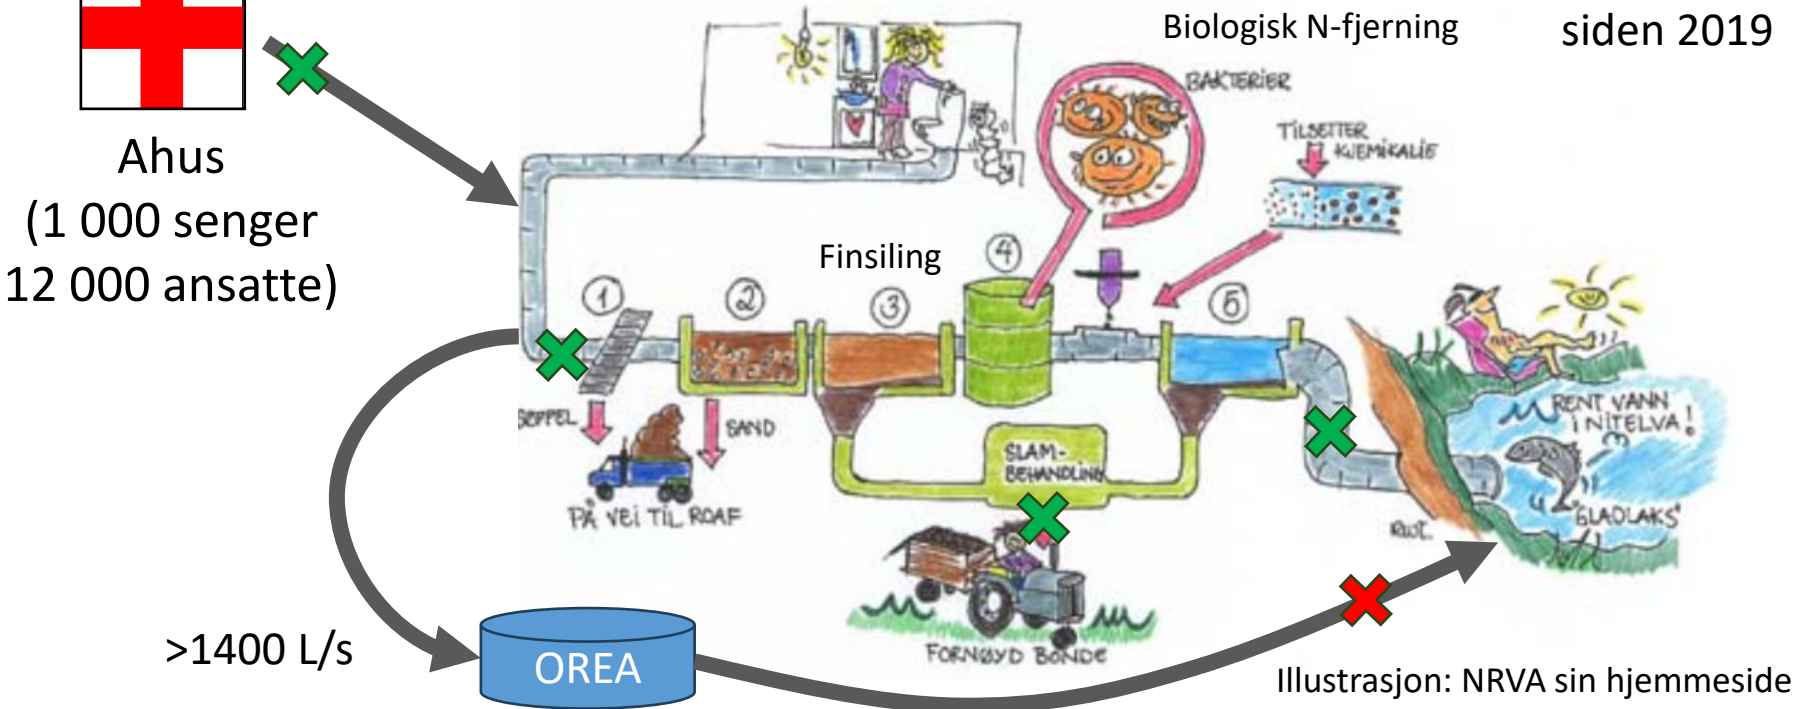 Biologisk N-fjerning
siden 2019
BAKTERIER
TILSETTER
KJEMIKALIE
Ahus
(1 000 senger
12 000 ansatte)
Finsiling
4
1
2
3
5
SØPPEL
SAND
PÅ VEI TIL ROAF
SLAM-
BEHANDLING
RENT VANN
I NITELVA!
"GLADLAKS"
FORNØYD BONDE
>1400 L/s
OREA
Illustrasjon: NRVA sin hjemmeside